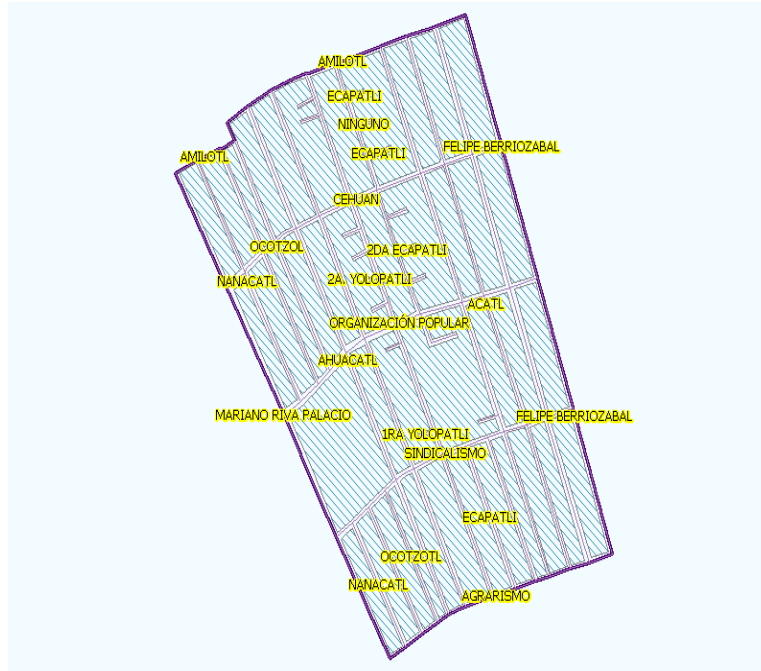 AMILOTL
ECAPATLI
NINGUNO
FELIPE BERRIOZABAL
ECAPATLI
AMILOTL
CEHUAN
OCOTZOL
2DA ECAPATLI
NANACATL
2A. YOLOPATLI
ACATL
ORGANIZACIÓN POPULAR
AHUACATL
MARIANO RIVA PALACIO
FELIPE BERRIOZABAL
1RA. YOLOPATLI
SINDICALISMO
ECAPATLI
OCOTZOTL
NANACATL
AGRARISMO